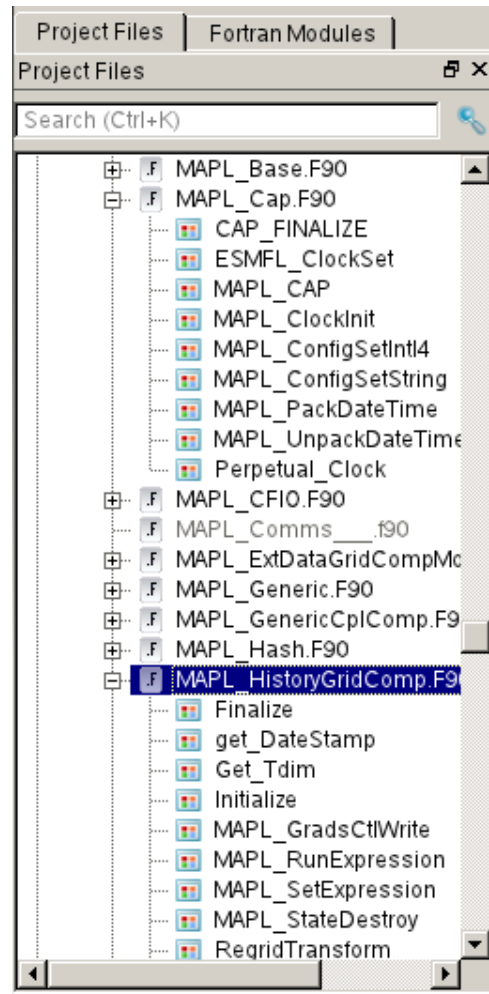 Project Files Fortran Modules
Project Files
Search (Ctrl+K)
MAPL_Base.F90
MAPL_Cap.F90
CAP_FINALIZE
ESMFL_ClockSet
MAPL_CAP
MAPL_ClockInit
MAPL_ConfigSetIntI4
MAPL_ConfigSetString
MAPL_PackDateTime
MAPL_UnpackDateTime
Perpetual_Clock
MAPL_CFIO.F90
MAPL_Comms___.f90
MAPL_ExtDataGridCompMo
MAPL_Generic.F90
MAPL_GenericCplComp.F9
MAPL_Hash.F90
MAPL_HistoryGridComp.F90
Finalize
get_DateStamp
Get_Tdim
Initialize
MAPL_GradsCtlWrite
MAPL_RunExpression
MAPL_SetExpression
MAPL_StateDestroy
RegridTransform